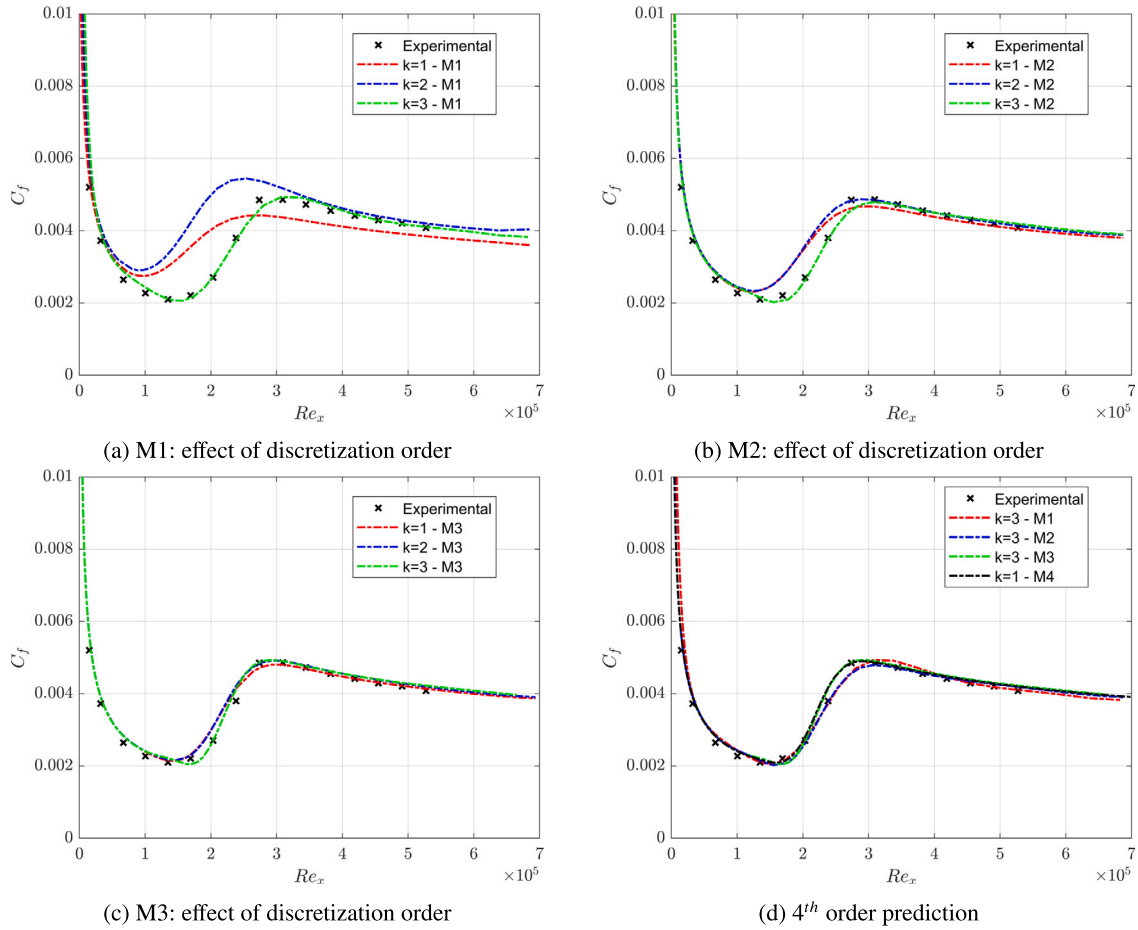 0.01
0.008
0.006
0.004
0.002
0
C_f
0 1 2 3 4 5 6 7
×10^5
Re_x
Experimental
k=1 - M1
k=2 - M1
k=3 - M1
(a) M1: effect of discretization order
0.01
0.008
0.006
0.004
0.002
0
C_f
0 1 2 3 4 5 6 7
×10^5
Re_x
Experimental
k=1 - M2
k=2 - M2
k=3 - M2
(b) M2: effect of discretization order
0.01
0.008
0.006
0.004
0.002
0
C_f
0 1 2 3 4 5 6 7
×10^5
Re_x
Experimental
k=1 - M3
k=2 - M3
k=3 - M3
(c) M3: effect of discretization order
0.01
0.008
0.006
0.004
0.002
0
C_f
0 1 2 3 4 5 6 7
×10^5
Re_x
Experimental
k=3 - M1
k=3 - M2
k=3 - M3
k=1 - M4
(d) 4^th order prediction